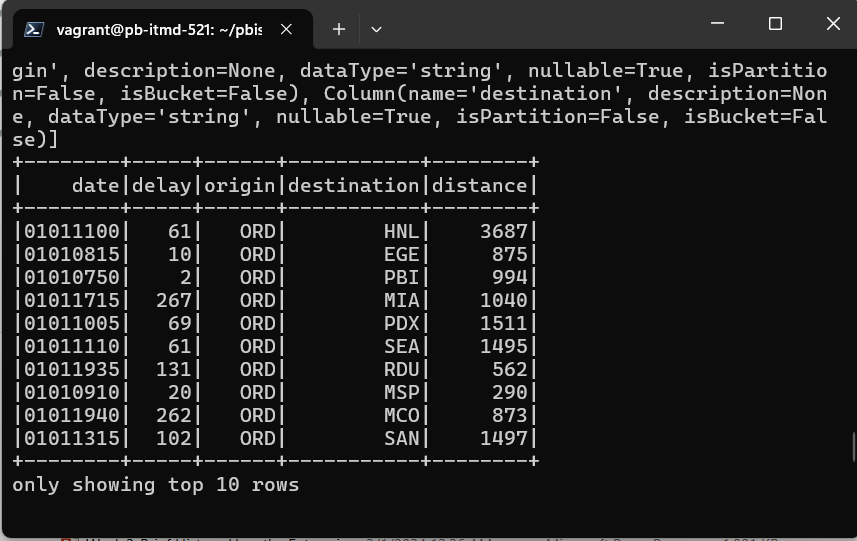 vagrant@pb-itmd-521: ~/pbis
gin', description=None, dataType='string', nullable=True, isPartitio
n=False, isBucket=False), Column(name='destination', description=Non
e, dataType='string', nullable=True, isPartition=False, isBucket=Fal
se)]
+--------+-----+------+-----------+--------+
|    date|delay|origin|destination|distance|
+--------+-----+------+-----------+--------+
|01011100|   61|   ORD|        HNL|    3687|
|01010815|   10|   ORD|        EGE|     875|
|01010750|    2|   ORD|        PBI|     994|
|01011715|  267|   ORD|        MIA|    1040|
|01011005|   69|   ORD|        PDX|    1511|
|01011110|   61|   ORD|        SEA|    1495|
|01011935|  131|   ORD|        RDU|     562|
|01010910|   20|   ORD|        MSP|     290|
|01011940|  262|   ORD|        MCO|     873|
|01011315|  102|   ORD|        SAN|    1497|
+--------+-----+------+-----------+--------+
only showing top 10 rows